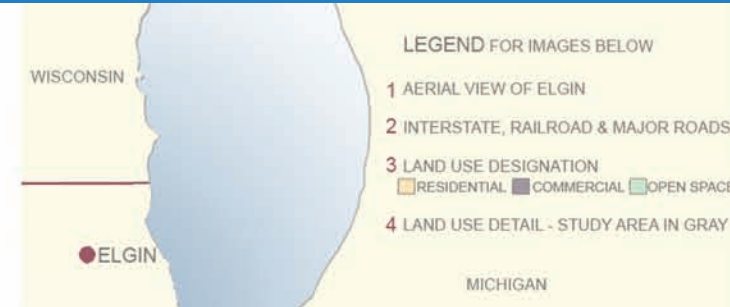 LEGEND FOR IMAGES BELOW
WISCONSIN
1 AERIAL VIEW OF ELGIN
2 INTERSTATE, RAILROAD & MAJOR ROADS
3 LAND USE DESIGNATION
RESIDENTIAL COMMERCIAL OPEN SPACE
4 LAND USE DETAIL - STUDY AREA IN GRAY
ELGIN
MICHIGAN